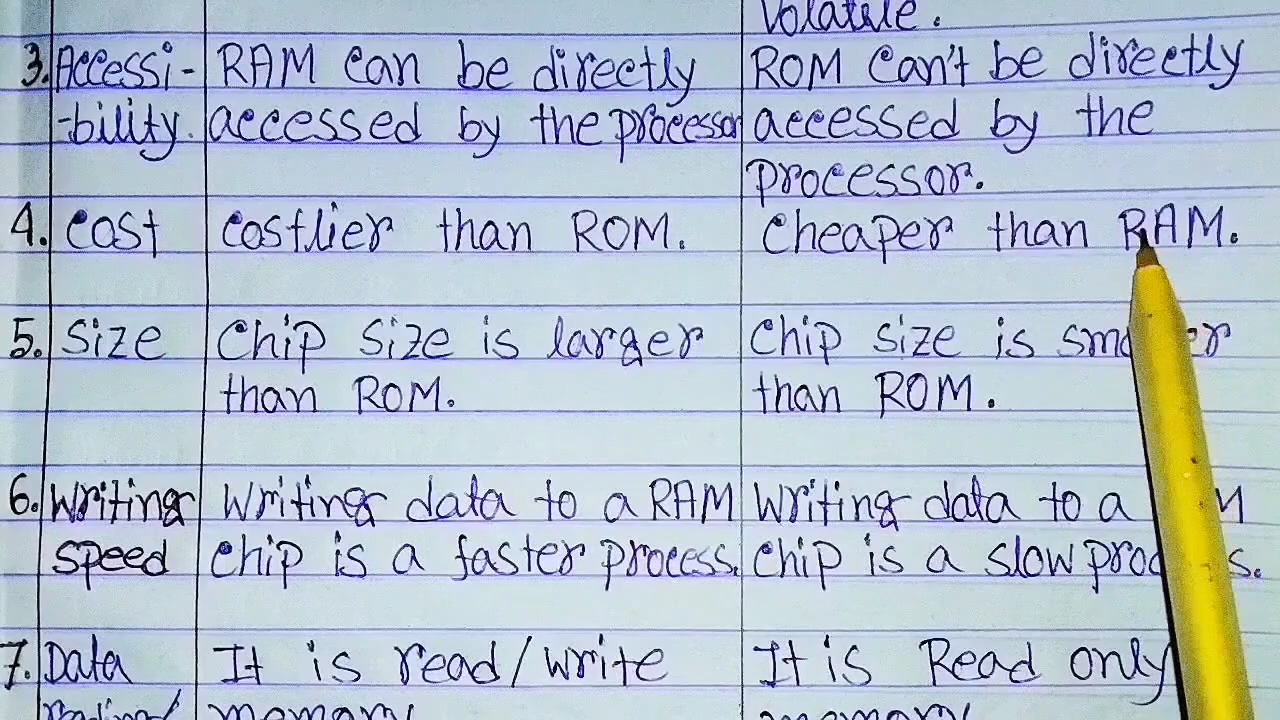 Volatile.
3. Accessi- RAM can be directly ROM can't be directly
-bility. accessed by the processor accessed by the
processor.
4. Cost Costlier than ROM. Cheaper than RAM.
5. Size Chip size is larger Chip size is
than ROM. than ROM.
6. Writing Writing data to a RAM Writing data to a
speed chip is a faster process. chip is a slow
7. Data It is read/write It is Read only